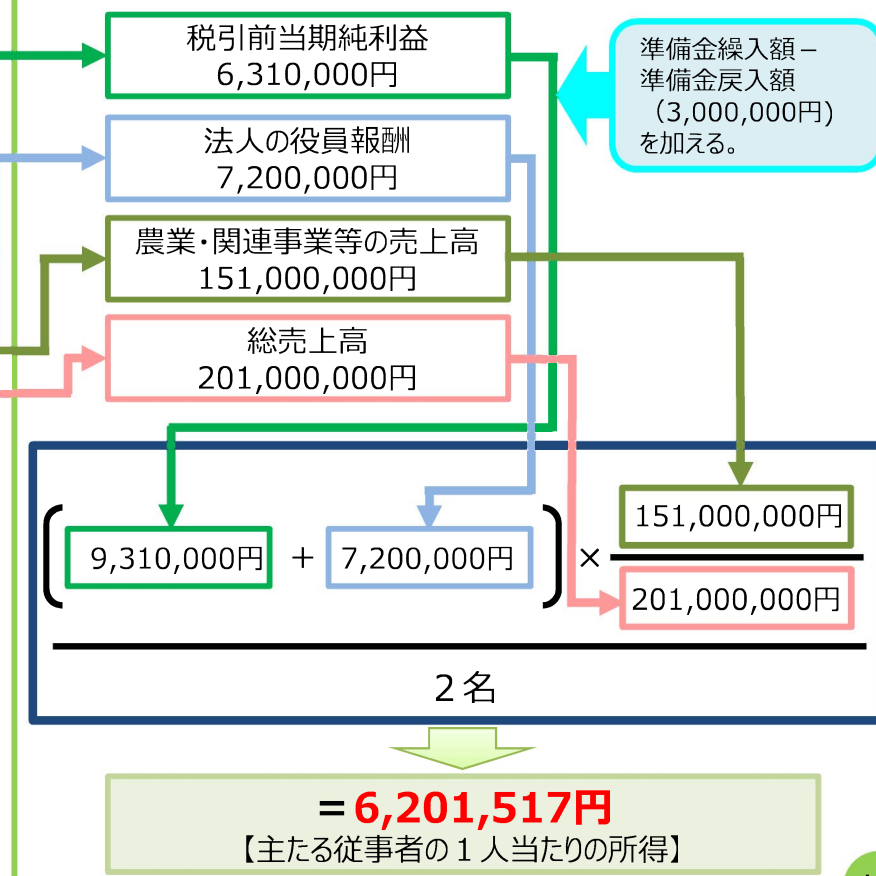 税引前当期純利益
6,310,000円
準備金繰入額－
準備金戻入額
（3,000,000円)
を加える。
法人の役員報酬
7,200,000円
農業・関連事業等の売上高
151,000,000円
総売上高
201,000,000円
151,000,000円
9,310,000円 + 7,200,000円 ×
201,000,000円
２名
=6,201,517円
【主たる従事者の１人当たりの所得】